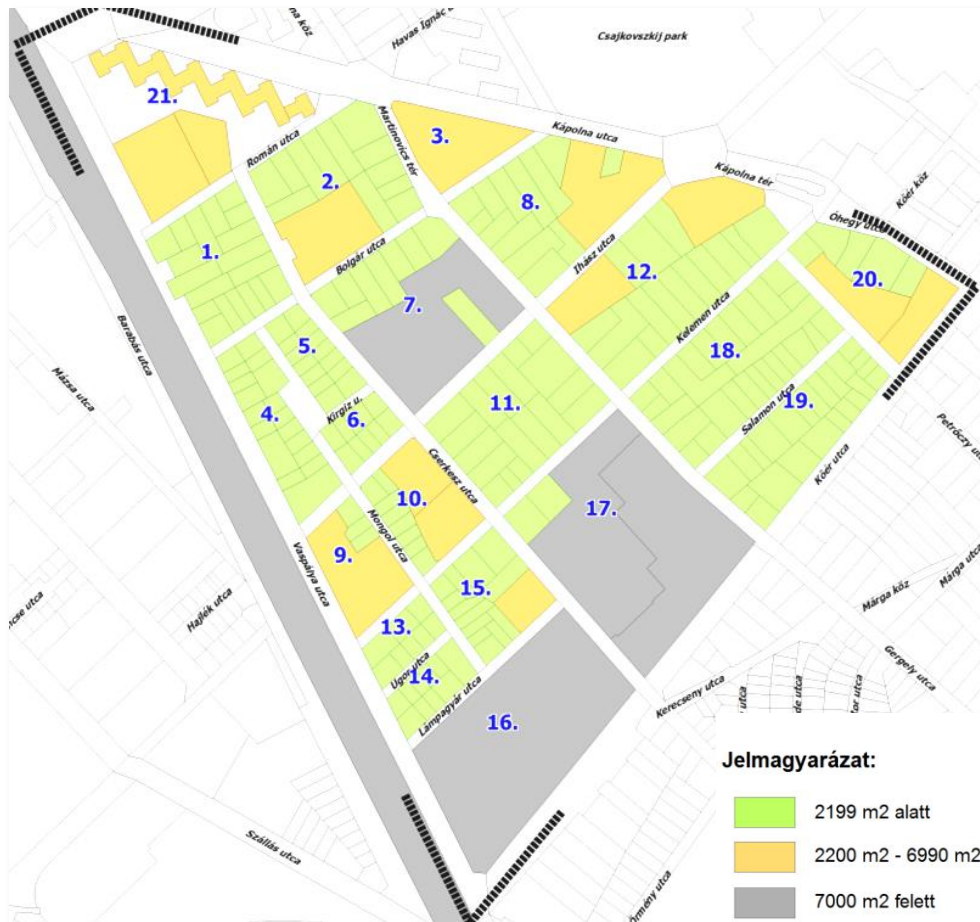 Havas Ignác
Csajkovszkij park
21.
Román utca
Martinovics tér
3.
Kápolna utca
Kápolna tér
Kőér köz
2.
8.
Óhegy utca
1.
Bolgár utca
Ihász utca
12.
20.
7.
Kelemen utca
Barabás utca
5.
18.
Mázsa utca
4.
Kirgiz u.
6.
11.
Salamon utca
19.
Petrőczy
Kőér utca
Cserkesz utca
10.
Mongol utca
17.
9.
Vaspálya utca
Márga utca
Márga köz
Hajlék utca
15.
13.
Ugor utca
14.
Gergely utca
Lámpagyár utca
Kerecseny utca
16.
Szállás utca
Jelmagyarázat:
2199 m2 alatt
2200 m2 - 6990 m2
7000 m2 felett